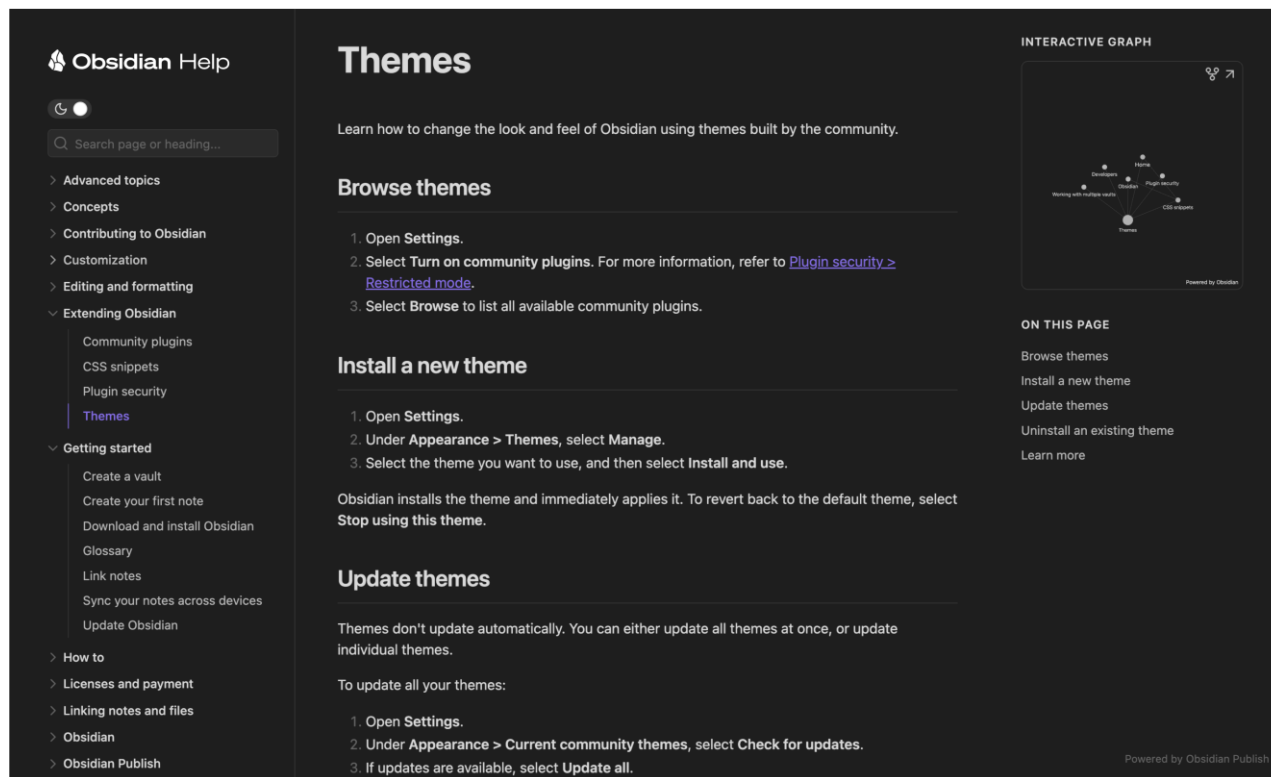 Obsidian Help
Search page or heading...
Advanced topics
Concepts
Contributing to Obsidian
Customization
Editing and formatting
Extending Obsidian
Community plugins
CSS snippets
Plugin security
Themes
Getting started
Create a vault
Create your first note
Download and install Obsidian
Glossary
Link notes
Sync your notes across devices
Update Obsidian
How to
Licenses and payment
Linking notes and files
Obsidian
Obsidian Publish
Themes
Learn how to change the look and feel of Obsidian using themes built by the community.
Browse themes
1. Open Settings.
2. Select Turn on community plugins. For more information, refer to Plugin security >
Restricted mode.
3. Select Browse to list all available community plugins.
Install a new theme
1. Open Settings.
2. Under Appearance > Themes, select Manage.
3. Select the theme you want to use, and then select Install and use.
Obsidian installs the theme and immediately applies it. To revert back to the default theme, select
Stop using this theme.
Update themes
Themes don't update automatically. You can either update all themes at once, or update
individual themes.
To update all your themes:
1. Open Settings.
2. Under Appearance > Current community themes, select Check for updates.
3. If updates are available, select Update all.
INTERACTIVE GRAPH
Home
Developers
Obsidian
Plugin security
Working with multiple vaults
CSS snippets
Themes
Powered by Obsidian
ON THIS PAGE
Browse themes
Install a new theme
Update themes
Uninstall an existing theme
Learn more
Powered by Obsidian Publish